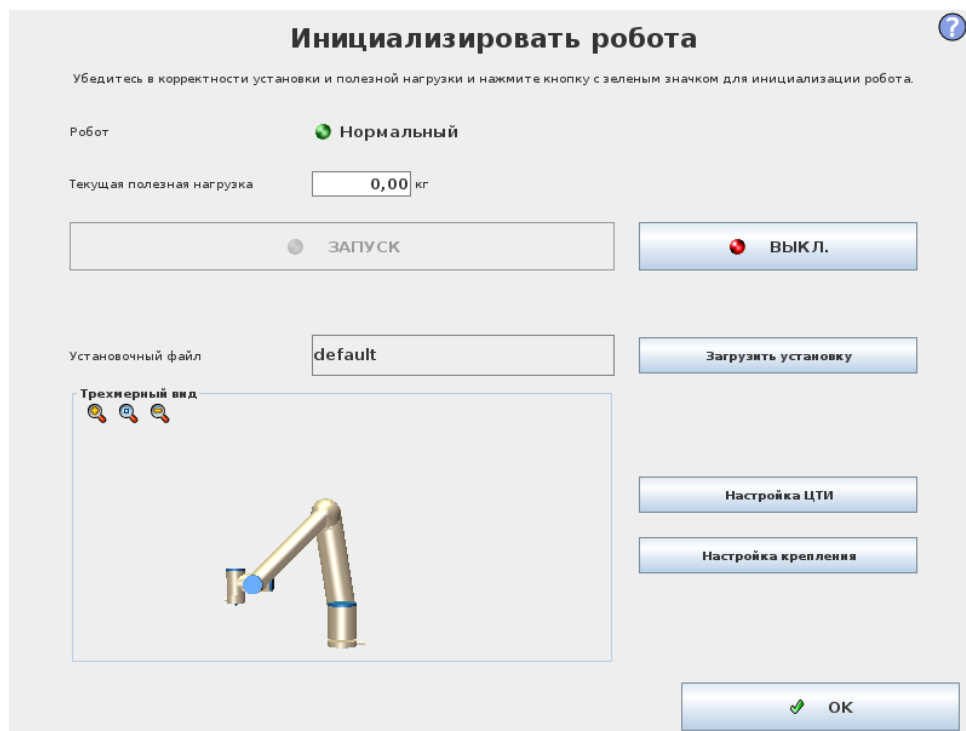 Инициализировать робота
?
Убедитесь в корректности установки и полезной нагрузки и нажмите кнопку с зеленым значком для инициализации робота.
Робот
Нормальный
Текущая полезная нагрузка
0,00 кг
ЗАПУСК
ВЫКЛ.
Установочный файл
default
Загрузить установку
Трехмерный вид
Настройка ЦТИ
Настройка крепления
OK